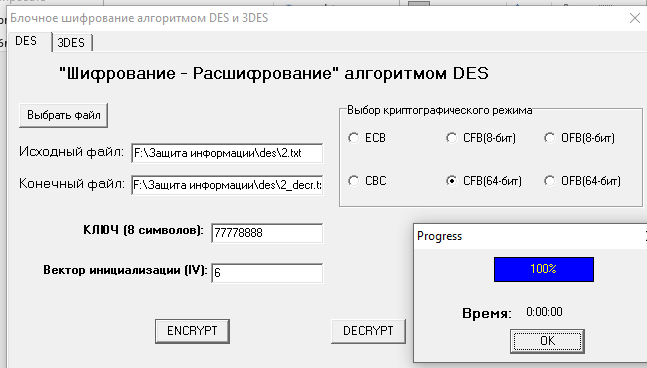 Блочное шифрование алгоритмом DES и 3DES
DES
3DES
"Шифрование - Расшифрование" алгоритмом DES
Выбрать файл
Исходный файл: F:\Защита информации\des\2.txt
Конечный файл: F:\Защита информации\des\2_decr.t
КЛЮЧ (8 символов): 77778888
Вектор инициализации (IV): 6
Выбор криптографического режима
ECB
CFB(8-бит)
OFB(8-бит)
CBC
CFB(64-бит)
OFB(64-бит)
ENCRYPT
DECRYPT
Progress
100%
Время: 0:00:00
OK